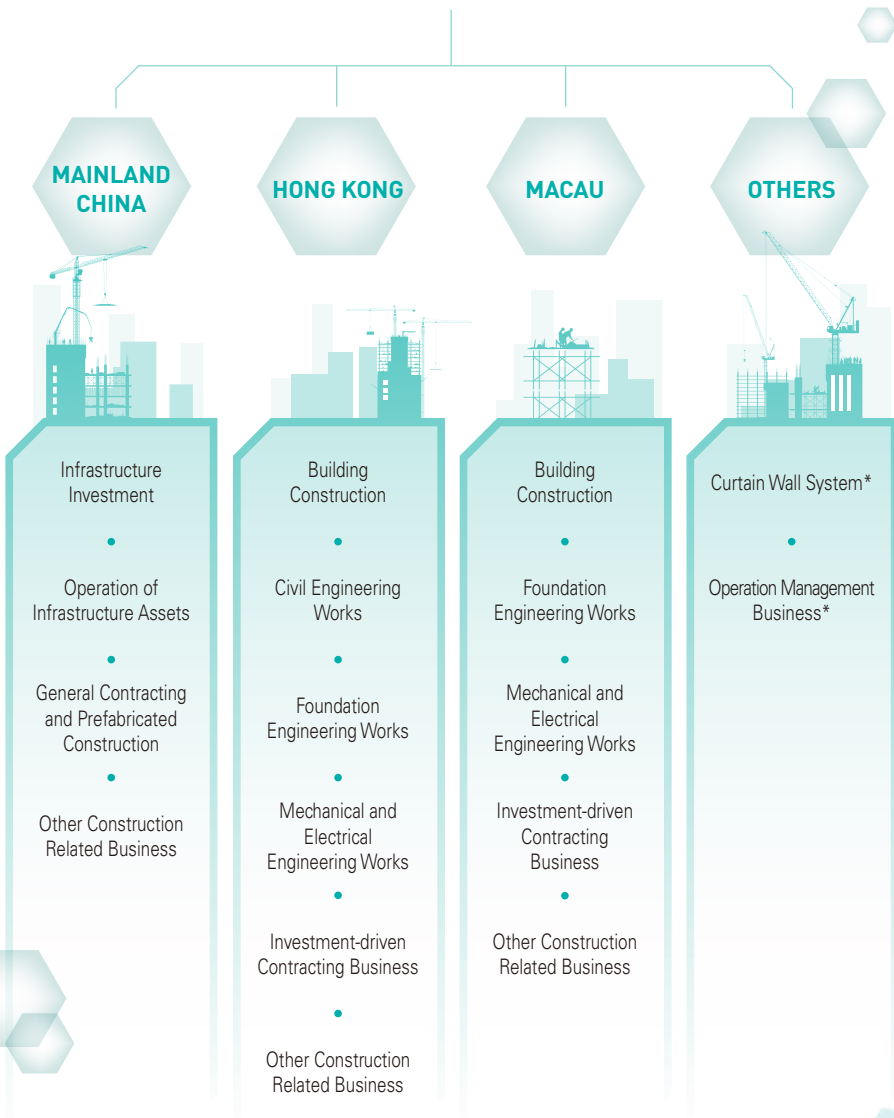 MAINLAND
CHINA
HONG KONG
MACAU
OTHERS
Infrastructure
Investment
•
Operation of
Infrastructure Assets
•
General Contracting
and Prefabricated
Construction
•
Other Construction
Related Business
Building
Construction
•
Civil Engineering
Works
•
Foundation
Engineering Works
•
Mechanical and
Electrical
Engineering Works
•
Investment-driven
Contracting Business
•
Other Construction
Related Business
Building
Construction
•
Foundation
Engineering Works
•
Mechanical and
Electrical
Engineering Works
•
Investment-driven
Contracting
Business
•
Other Construction
Related Business
Curtain Wall System*
•
Operation Management
Business*